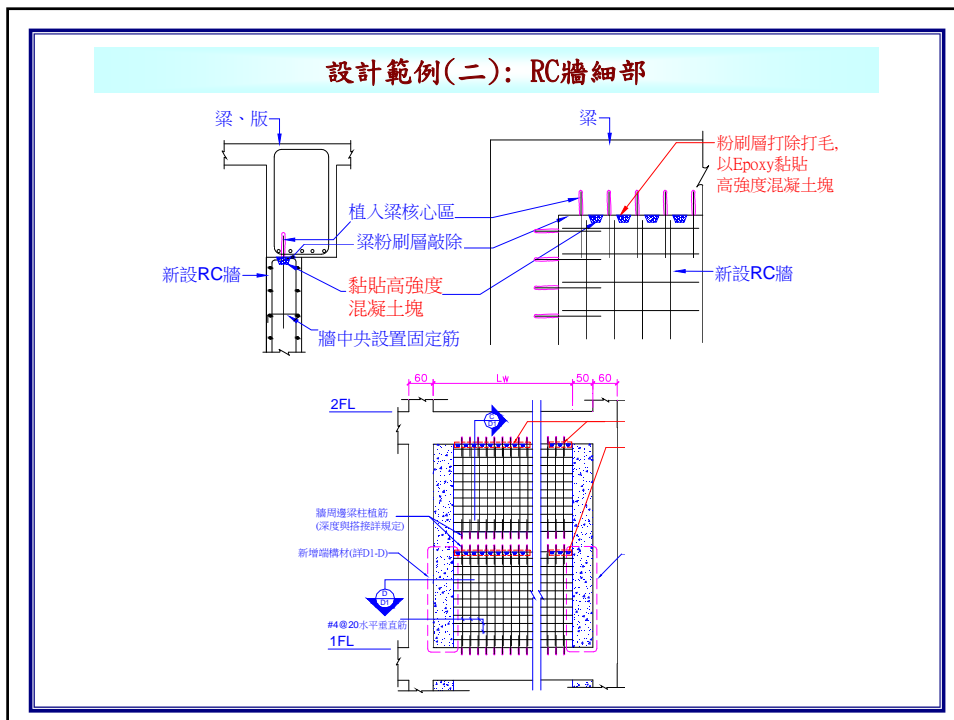 設計範例(二): RC牆細部
梁、版
梁
粉刷層打除打毛,
以Epoxy黏貼
高強度混凝土塊
植入梁核心區
梁粉刷層敲除
新設RC牆
黏貼高強度
混凝土塊
牆中央設置固定筋
新設RC牆
60
Lw
50
60
2FL
C
D1
牆周邊梁柱植筋
(深度與搭接詳規定)
新增端構材(詳D1-D)
D
D1
#4@20水平垂直筋
1FL